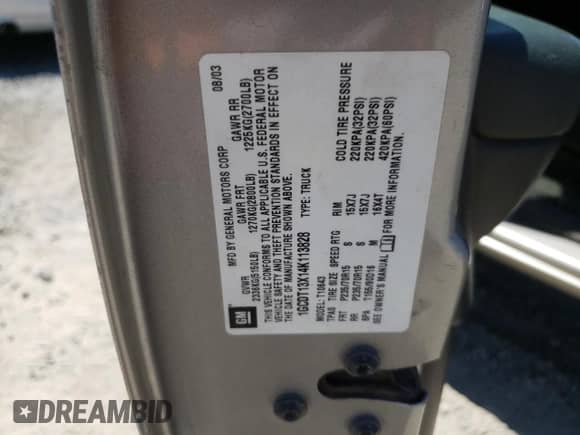 MFD BY GENERAL MOTORS CORP
08/03
GVWR GAWR FRT GAWR RR
2336KG(5150LB) 1270KG(2800LB) 1225KG(2700LB)
THIS VEHICLE CONFORMS TO ALL APPLICABLE U.S. FEDERAL MOTOR
VEHICLE SAFETY AND THEFT PREVENTION STANDARDS IN EFFECT ON
THE DATE OF MANUFACTURE SHOWN ABOVE.
1GCDT13X14K113828 TYPE: TRUCK
MODEL: T10643
TPAS TIRE SIZE SPEED RTG RIM COLD TIRE PRESSURE
FRT P235/70R15 S 15X7J 220KPA(32PSI)
RR P235/70R15 S 15X7J 220KPA(32PSI)
SPA T155/90D16 M 16X4T 420KPA(60PSI)
SEE OWNER'S MANUAL FOR MORE INFORMATION.
GM
DREAMBID